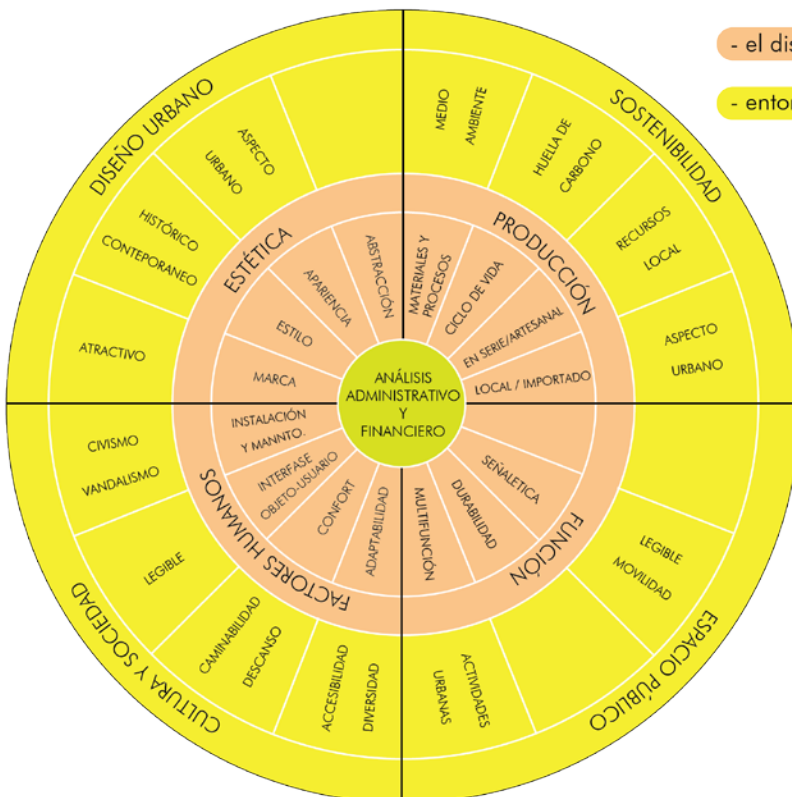 - el dis
- entor
DISEÑO URBANO
ASPECTO
URBANO
HISTÓRICO
CONTEPORANEO
ATRACTIVO
SOSTENIBILIDAD
MEDIO
AMBIENTE
HUELLA DE
CARBONO
RECURSOS
LOCAL
ASPECTO
URBANO
ESTÉTICA
ABSTRACCIÓN
APARIENCIA
ESTILO
MARCA
PRODUCCIÓN
MATERIALES Y
PROCESOS
CICLO DE VIDA
EN SERIE/ARTESANAL
LOCAL / IMPORTADO
ANÁLISIS
ADMINISTRATIVO
Y
FINANCIERO
FACTORES HUMANOS
INSTALACIÓN
Y MANNTO.
INTERFASE
OBJETO-USUARIO
CONFORT
ADAPTABILIDAD
FUNCIÓN
SEÑALETICA
DURABILIDAD
MULTIFUNCIÓN
CULTURA Y SOCIEDAD
CIVISMO
VANDALISMO
LEGIBLE
CAMINABILIDAD
DESCANSO
ACCESIBILIDAD
DIVERSIDAD
ESPACIO PÚBLICO
LEGIBLE
MOVILIDAD
ACTIVIDADES
URBANAS